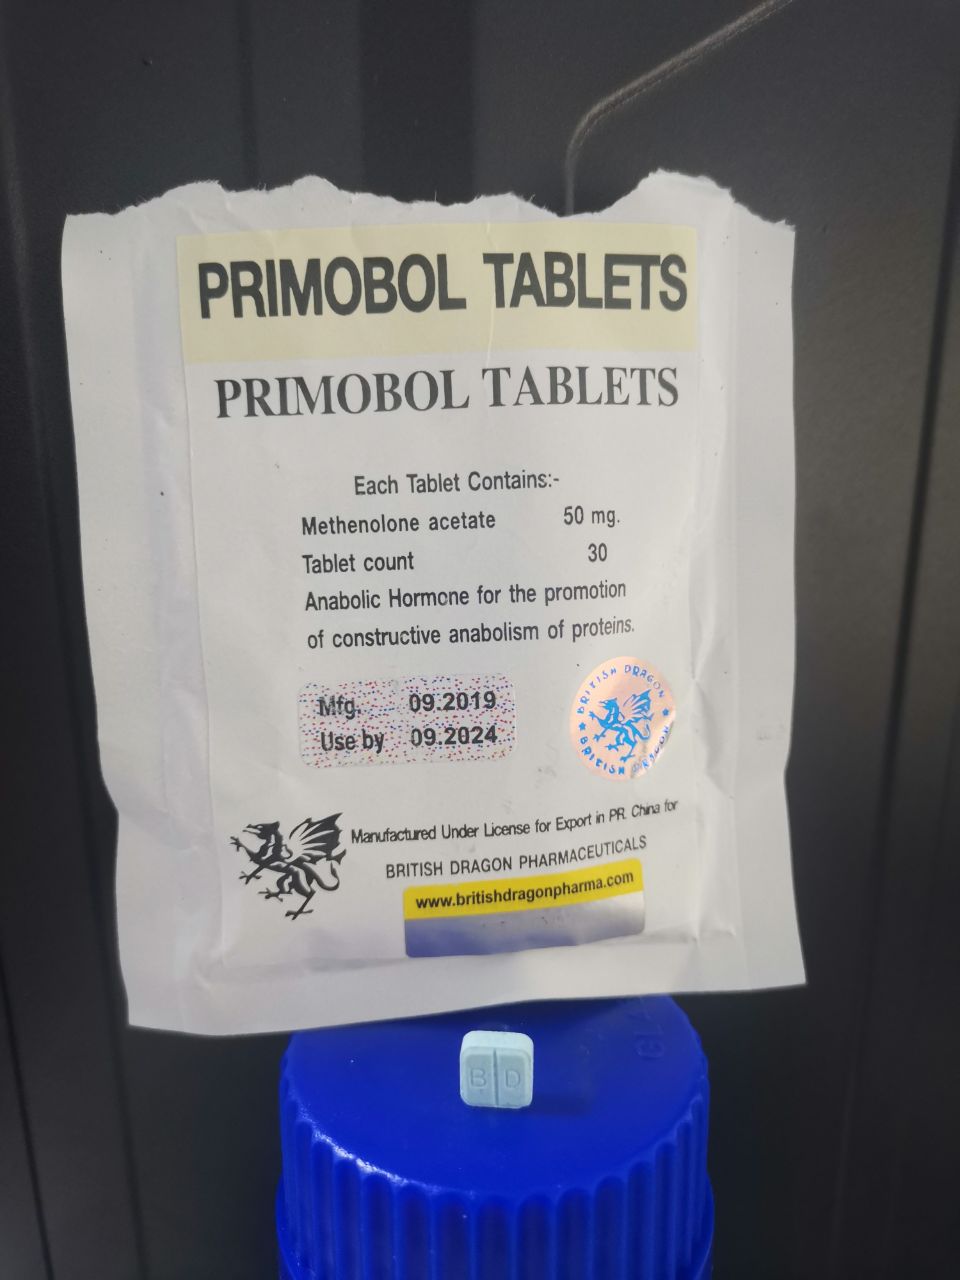 PRIMOBOL TABLETS
PRIMOBOL TABLETS
Each Tablet Contains:-
Methenolone acetate 50 mg.
Tablet count 30
Anabolic Hormone for the promotion
of constructive anabolism of proteins.
Mfg. 09.2019
Use by 09.2024
BRITISH DRAGON
BRITISH DRAGON
Manufactured Under License for Export in PR. China for
BRITISH DRAGON PHARMACEUTICALS
www.britishdragonpharma.com
B D